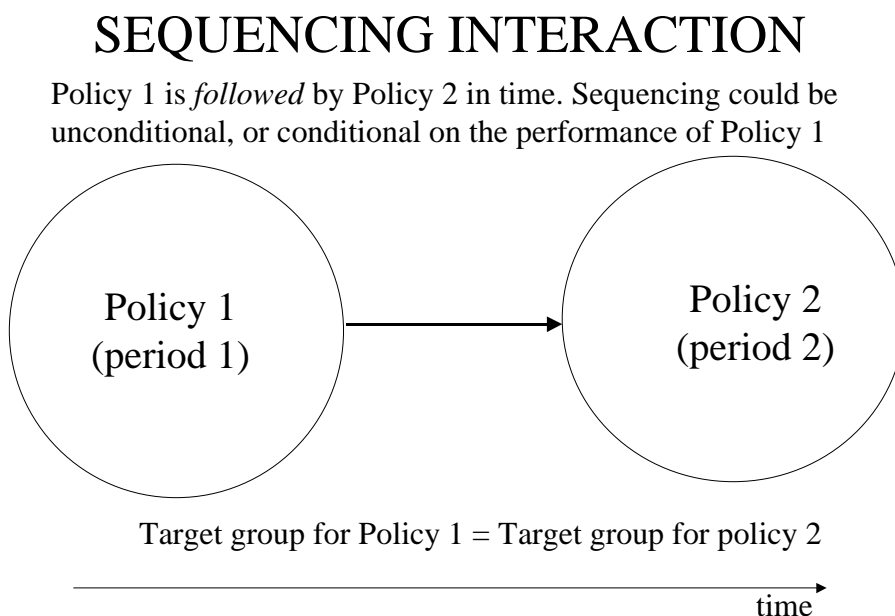 SEQUENCING INTERACTION
Policy 1 is followed by Policy 2 in time. Sequencing could be
unconditional, or conditional on the performance of Policy 1
Policy 1
(period 1)
Policy 2
(period 2)
Target group for Policy 1 = Target group for policy 2
time